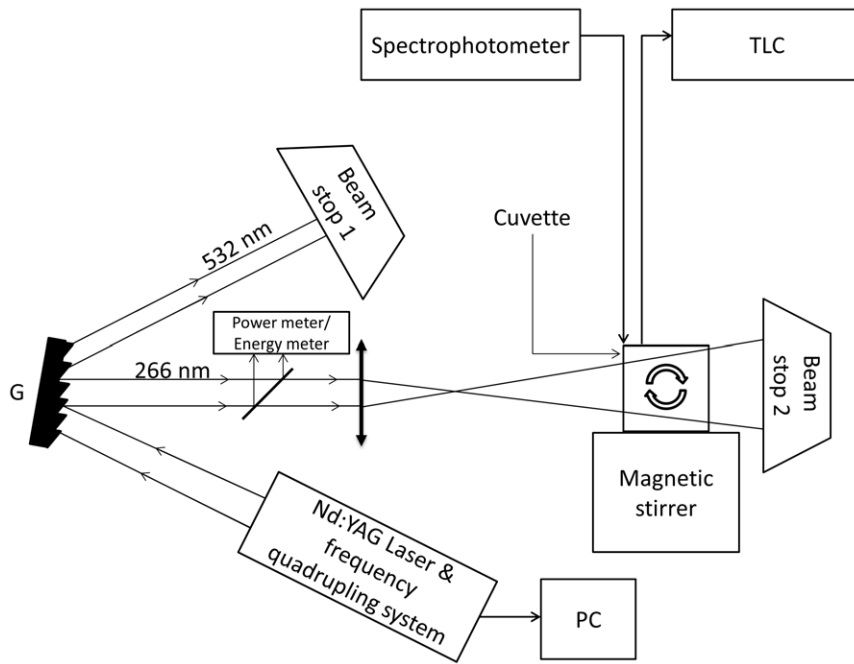 Spectrophotometer
TLC
Beam
stop 1
532 nm
Cuvette
Power meter/
Energy meter
266 nm
G
Beam
stop 2
Magnetic
stirrer
Nd:YAG Laser &
frequency
quadrupling system
PC